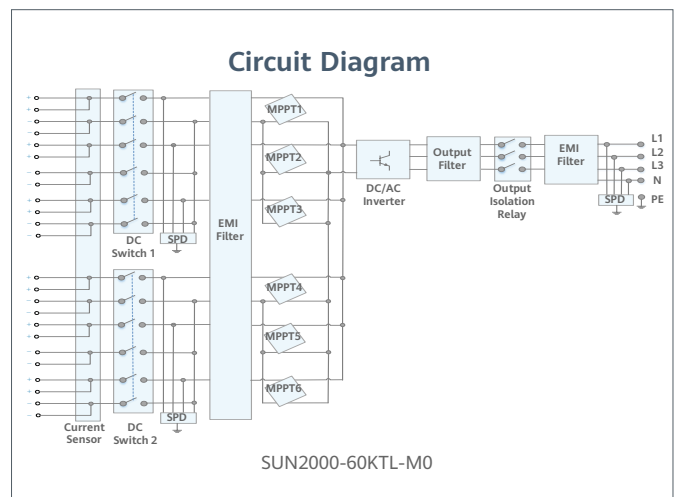 Circuit Diagram
MPPT1
MPPT2
MPPT3
MPPT4
MPPT5
MPPT6
DC
Switch 1
SPD
EMI
Filter
DC/AC
Inverter
Output
Filter
Output
Isolation
Relay
EMI
Filter
L1
L2
L3
N
PE
SPD
Current
Sensor
DC
Switch 2
SPD
SUN2000-60KTL-M0